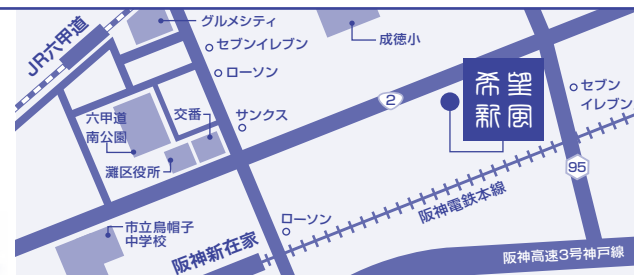 グルメシティ
セブンイレブン
成徳小
JR六甲道
ローソン
六甲道
南公園
交番
サンクス
2
希望
新風
セブン
イレブン
灘区役所
95
阪神電鉄本線
市立烏帽子
中学校
ローソン
阪神新在家
阪神高速3号神戸線